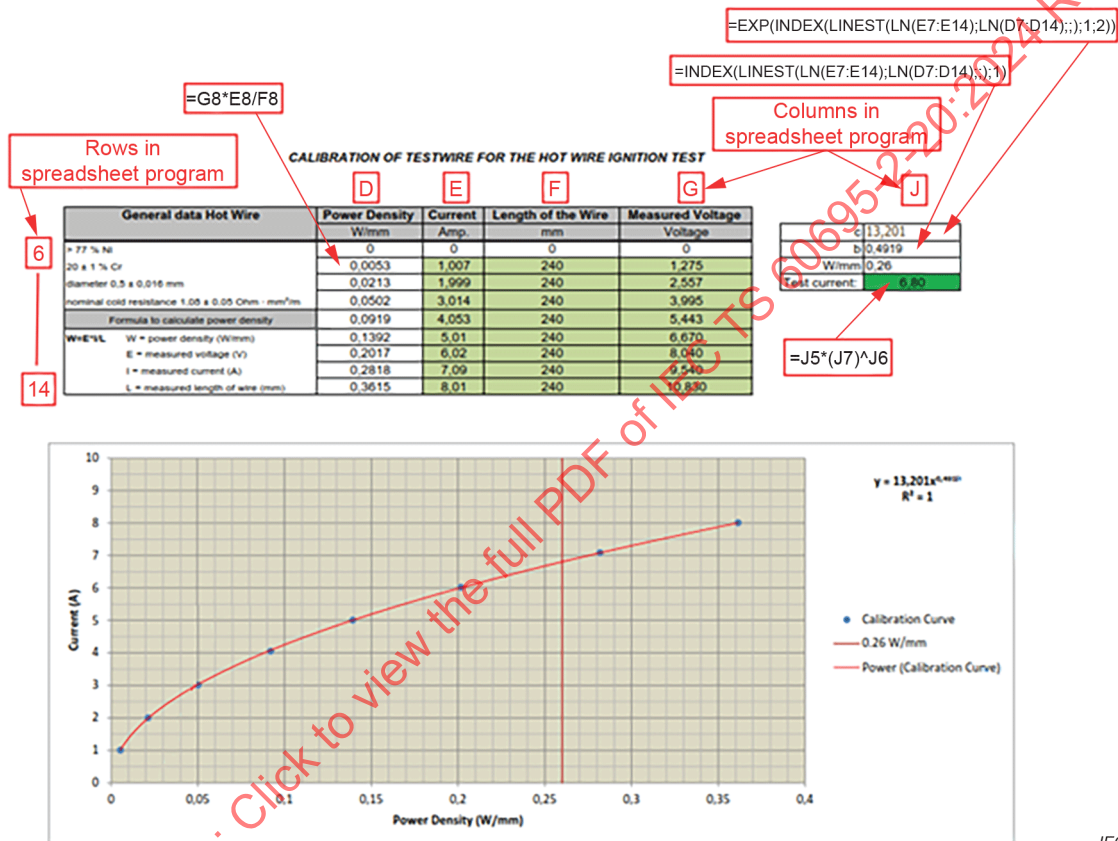 =EXP(INDEX(LINEST(LN(E7:E14);LN(D7:D14);;);1;2))
=INDEX(LINEST(LN(E7:E14);LN(D7:D14);;);1)
=G8*E8/F8
Columns in
spreadsheet program
Rows in
spreadsheet program
CALIBRATION OF TESTWIRE FOR THE HOT WIRE IGNITION TEST
D E F G J
General data Hot Wire Power Density Current Length of the Wire Measured Voltage
W/mm Amp. mm Voltage
6 > 77 % Ni 0 0 0 0
20 ± 1 % Cr 0,0053 1,007 240 1,275
diameter 0,5 ± 0,016 mm 0,0213 1,999 240 2,557
nominal cold resistance 1.05 ± 0.05 Ohm · mm²/m 0,0502 3,014 240 3,995
Formula to calculate power density 0,0919 4,053 240 5,443
W=E*I/L W = power density (W/mm) 0,1392 5,01 240 6,670
E = measured voltage (V) 0,2017 6,02 240 8,040
I = measured current (A) 0,2818 7,09 240 9,540
14 L = measured length of wire (mm) 0,3615 8,01 240 10,830
c 13,201
b 0,4919
W/mm 0,26
Test current: 6,80
=J5*(J7)^J6
10
9
8
7
6
5
4
3
2
1
0
Current (A)
0 0,05 0,1 0,15 0,2 0,25 0,3 0,35 0,4
Power Density (W/mm)
y = 13,201x
R² = 1
Calibration Curve
0.26 W/mm
Power (Calibration Curve)
: Click to view the full PDF of IEC TS 60695-2-20:2024